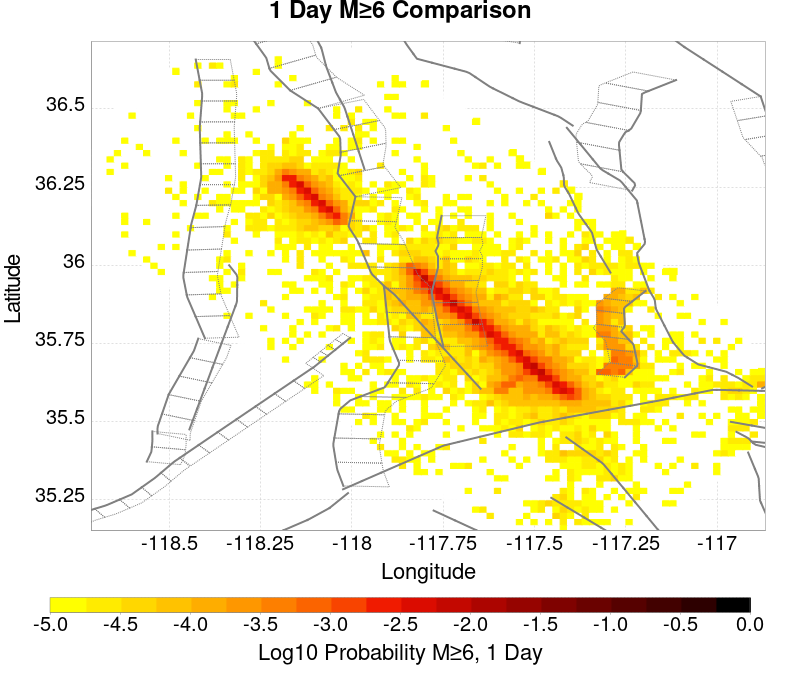 1 Day M≥6 Comparison
36.5
36.25
36
35.75
35.5
35.25
Latitude
-118.5 -118.25 -118 -117.75 -117.5 -117.25 -117
Longitude
-5.0 -4.5 -4.0 -3.5 -3.0 -2.5 -2.0 -1.5 -1.0 -0.5 0.0
Log10 Probability M≥6, 1 Day